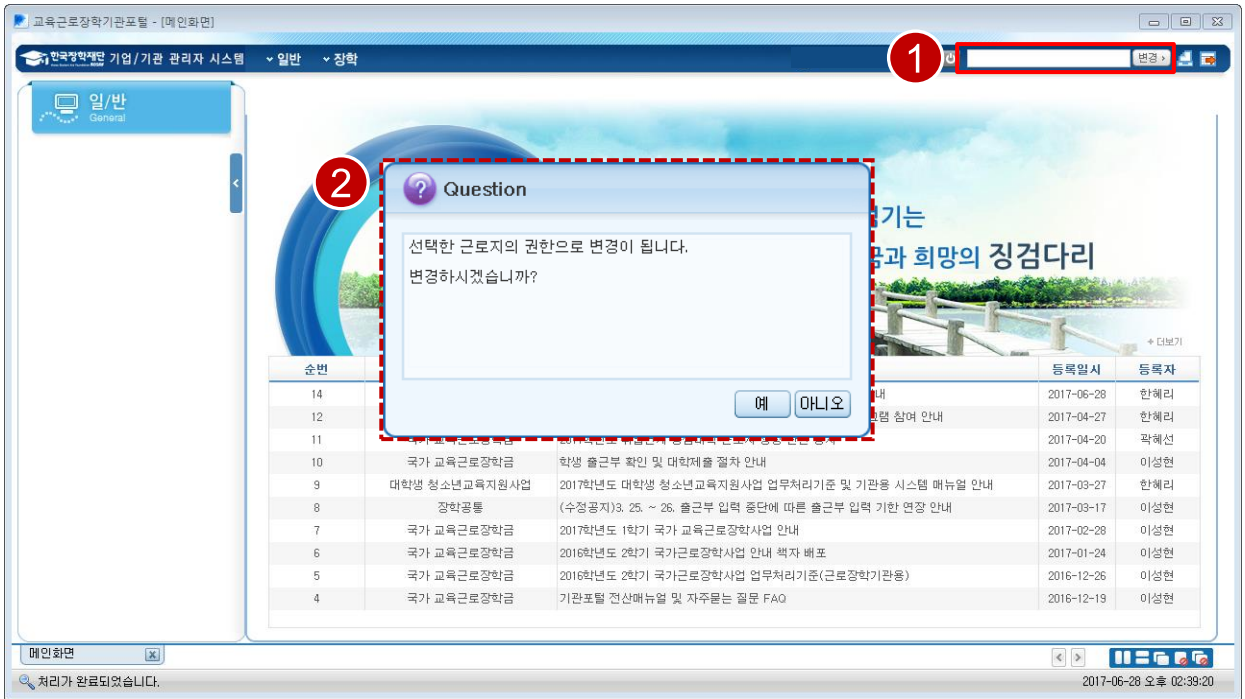 교육근로장학기관포털 - [메인화면]
한국장학재단 기업/기관 관리자 시스템 일반 장학 1 변경
일/반
General
2 Question
선택한 근로지의 권한으로 변경이 됩니다.
변경하시겠습니까?
예 아니오
기는
과 희망의 징검다리
+ 더보기
순번 등록일시 등록자
14 내 2017-06-28 한혜리
12 램 참여 안내 2017-04-27 한혜리
11 2017-04-20 곽혜선
10 국가 교육근로장학금 학생 출근부 확인 및 대학제출 절차 안내 2017-04-04 이성현
9 대학생 청소년교육지원사업 2017학년도 대학생 청소년교육지원사업 업무처리기준 및 기관용 시스템 매뉴얼 안내 2017-03-27 한혜리
8 장학공통 (수정공지)3. 25. ~ 26. 출근부 입력 중단에 따른 출근부 입력 기한 연장 안내 2017-03-17 이성현
7 국가 교육근로장학금 2017학년도 1학기 국가 교육근로장학사업 안내 2017-02-28 이성현
6 국가 교육근로장학금 2016학년도 2학기 국가근로장학사업 안내 책자 배포 2017-01-24 이성현
5 국가 교육근로장학금 2016학년도 2학기 국가근로장학사업 업무처리기준(근로장학기관용) 2016-12-26 이성현
4 국가 교육근로장학금 기관포털 전산매뉴얼 및 자주묻는 질문 FAQ 2016-12-19 이성현
메인화면
처리가 완료되었습니다. 2017-06-28 오후 02:39:20